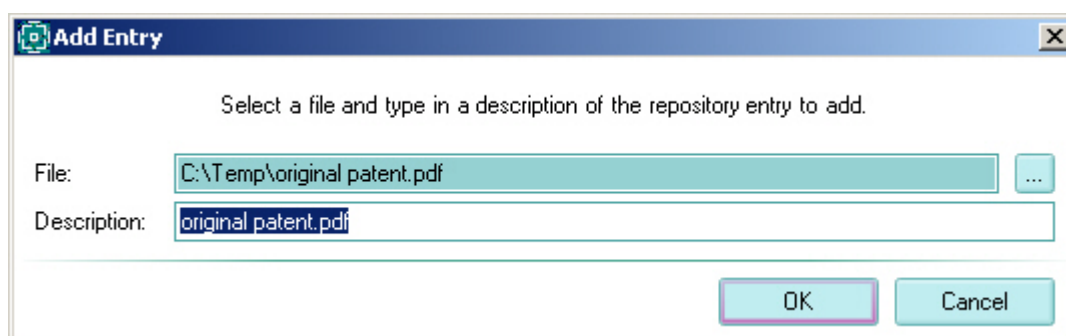 Add Entry
Select a file and type in a description of the repository entry to add.
File: C:\Temp\original patent.pdf ...
Description: original patent.pdf
OK Cancel